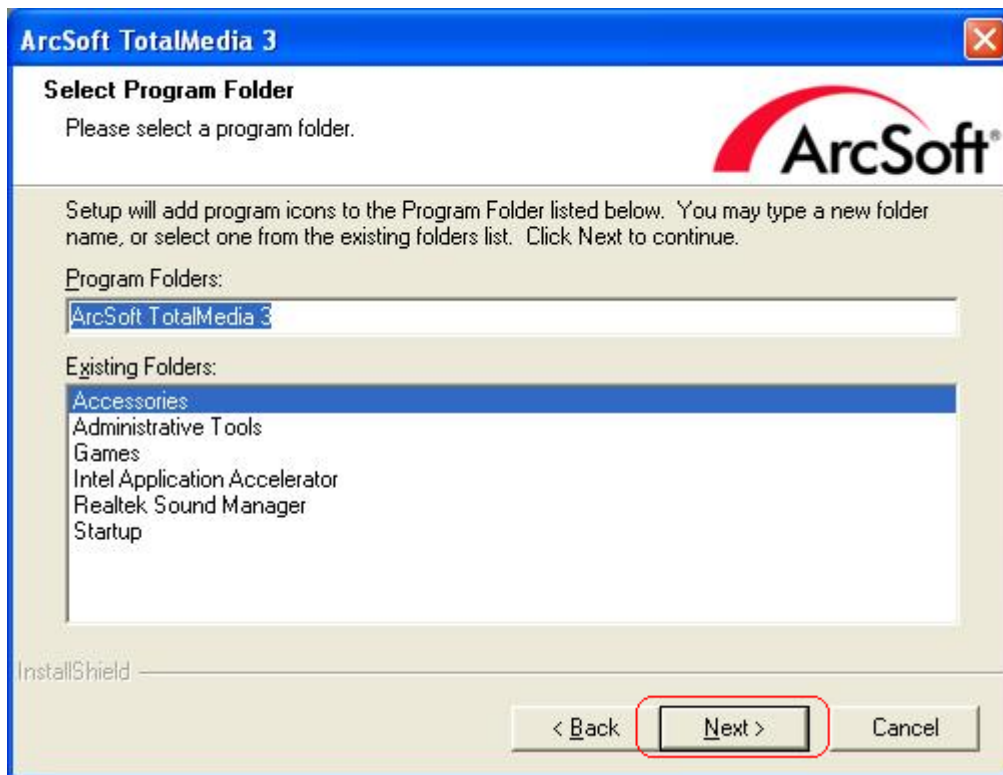 ArcSoft TotalMedia 3
Select Program Folder
Please select a program folder.
ArcSoft®
Setup will add program icons to the Program Folder listed below. You may type a new folder
name, or select one from the existing folders list. Click Next to continue.
Program Folders:
ArcSoft TotalMedia 3
Existing Folders:
Accessories
Administrative Tools
Games
Intel Application Accelerator
Realtek Sound Manager
Startup
InstallShield
< Back
Next >
Cancel